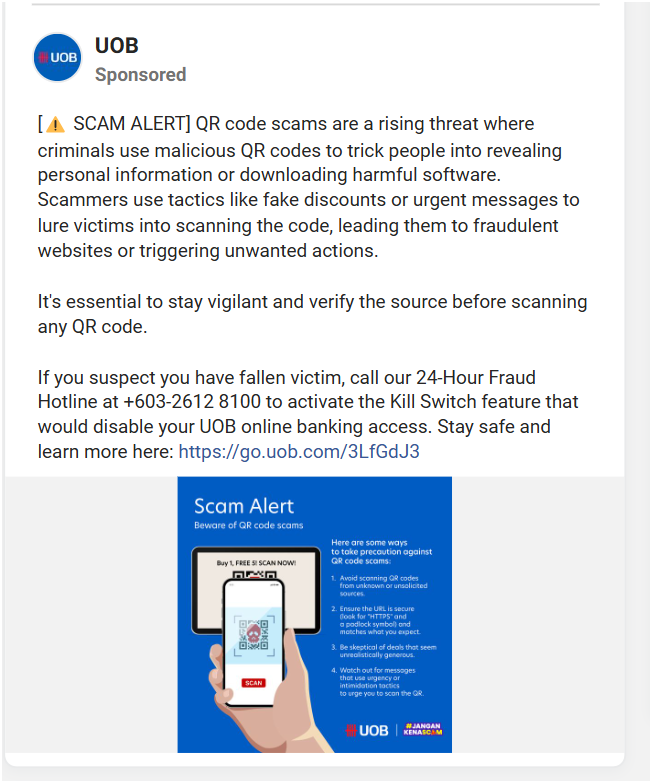 UOB
UOB
Sponsored
[⚠ SCAM ALERT] QR code scams are a rising threat where
criminals use malicious QR codes to trick people into revealing
personal information or downloading harmful software.
Scammers use tactics like fake discounts or urgent messages to
lure victims into scanning the code, leading them to fraudulent
websites or triggering unwanted actions.
It's essential to stay vigilant and verify the source before scanning
any QR code.
If you suspect you have fallen victim, call our 24-Hour Fraud
Hotline at +603-2612 8100 to activate the Kill Switch feature that
would disable your UOB online banking access. Stay safe and
learn more here: https://go.uob.com/3LfGdJ3
Scam Alert
Beware of QR code scams
Buy 1, FREE 5! SCAN NOW!
SCAN
Here are some ways
to take precaution against
QR code scams:
1. Avoid scanning QR codes
from unknown or unsolicited
sources.
2. Ensure the URL is secure
(look for "HTTPS" and
a padlock symbol) and
matches what you expect.
3. Be skeptical of deals that seem
unrealistically generous.
4. Watch out for messages
that use urgency or
intimidation tactics
to urge you to scan the QR.
UOB
#JANGAN
KENASCAM